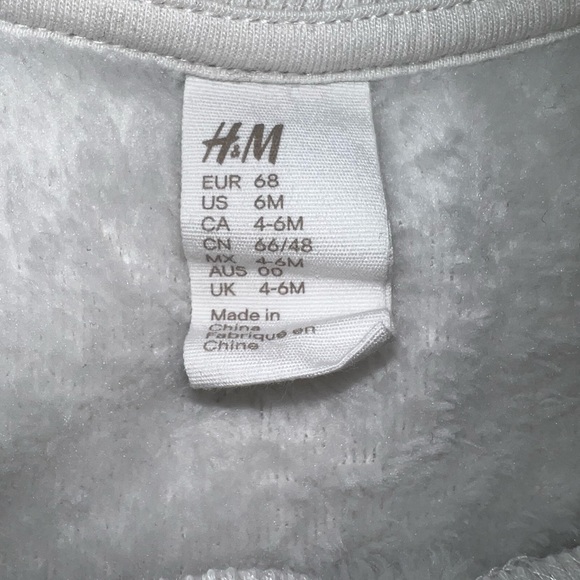 H&M
EUR 68
US 6M
CA 4-6M
CN 66/48
MX 4-6M
AUS 00
UK 4-6M
Made in
China
Fabriqué en
Chine